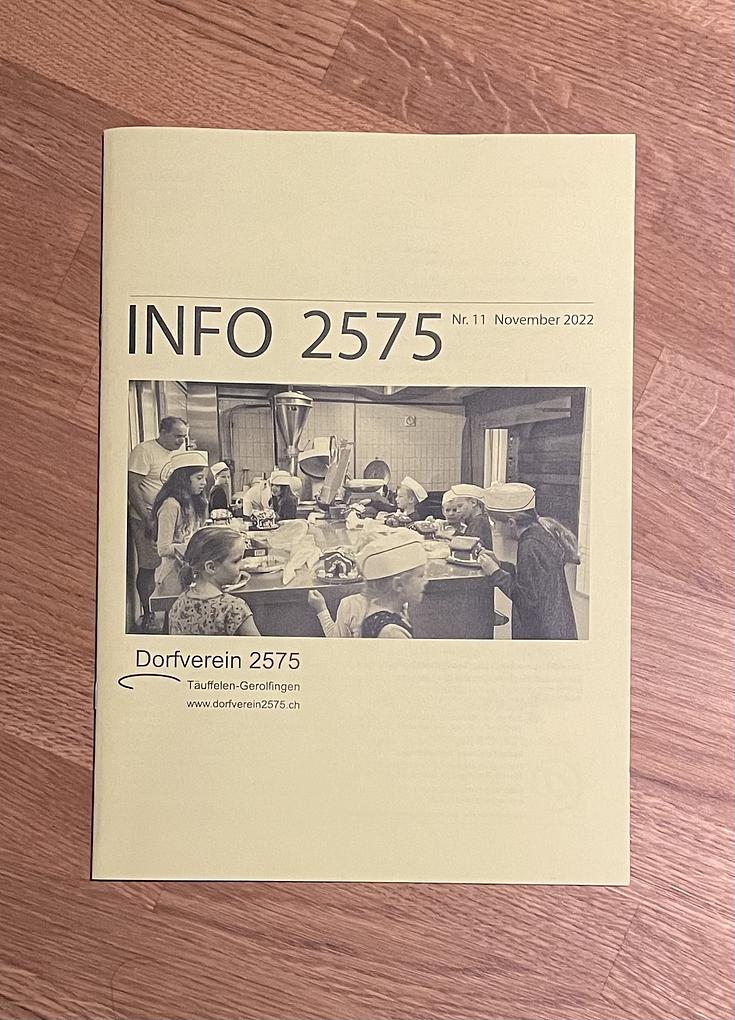 INFO 2575 Nr. 11 November 2022
Dorfverein 2575
Täuffelen-Gerolfingen
www.dorfverein2575.ch